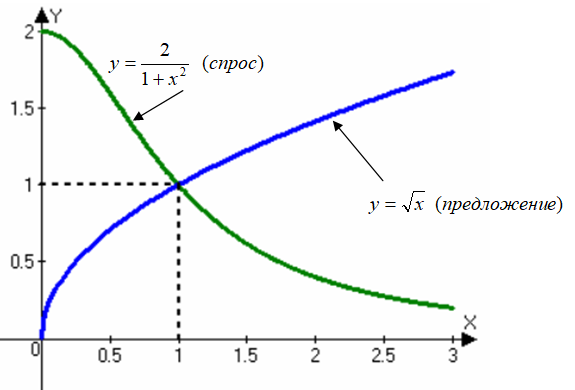 Y
2
y = 2/(1 + x²) (спрос)
1.5
1
y = √x (предложение)
0.5
X
0
0.5
1
1.5
2
2.5
3